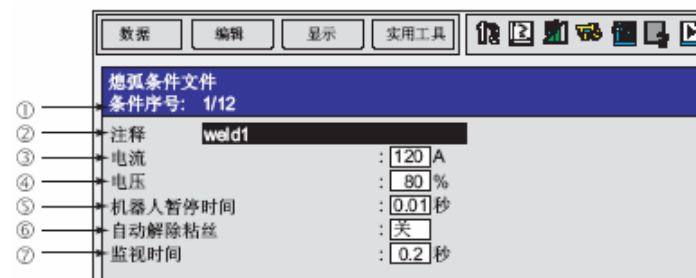 数据 编辑 显示 实用工具
熄弧条件文件
① 条件序号: 1/12
② 注释 weld1
③ 电流 : 120 A
④ 电压 : 80 %
⑤ 机器人暂停时间 : 0.01 秒
⑥ 自动解除粘丝 : 关
⑦ 监视时间 : 0.2 秒